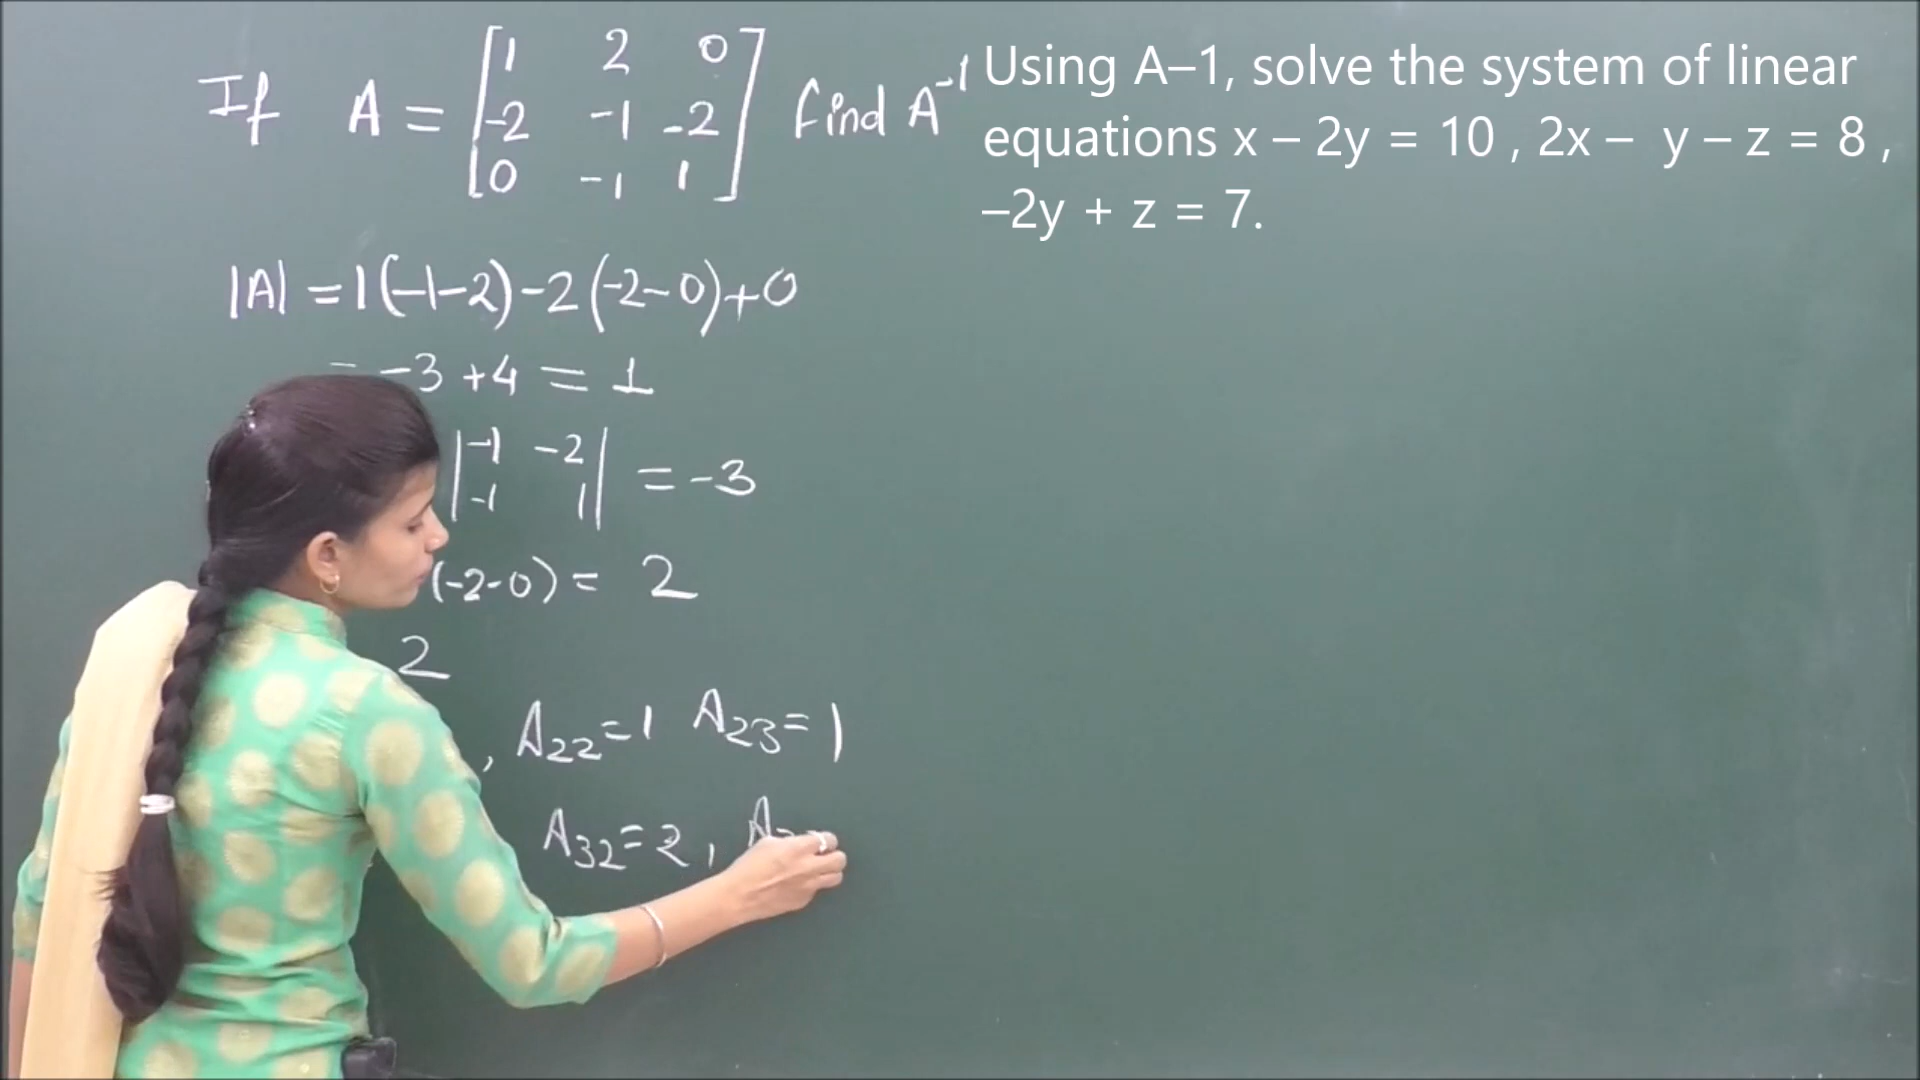 If A = [1 2 0 find A⁻¹
-2 -1 -2
0 -1 1]
Using A–1, solve the system of linear
equations x – 2y = 10 , 2x – y – z = 8 ,
–2y + z = 7.
|A| = 1(-1-2)-2(-2-0)+0
= -3 +4 = 1
|-1 -2
-1 1| = -3
(-2-0) = 2
2
, A22=1 A23=1
A32=2 , A